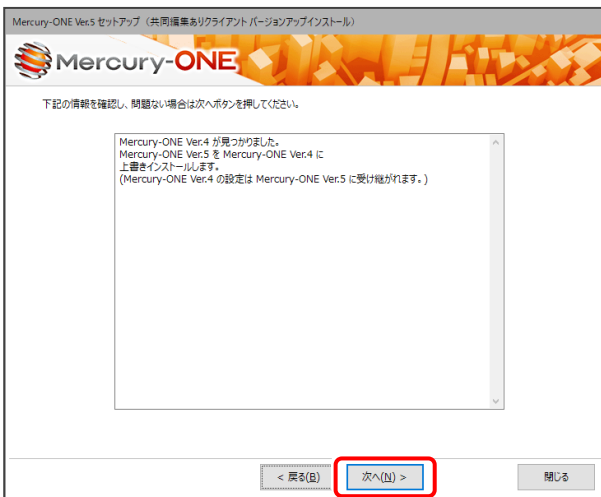 Mercury-ONE Ver.5 セットアップ（共同編集ありクライアント バージョンアップインストール）
Mercury-ONE
下記の情報を確認し、問題ない場合は次へボタンを押してください。
Mercury-ONE Ver.4 が見つかりました。
Mercury-ONE Ver.5 を Mercury-ONE Ver.4 に
上書きインストールします。
(Mercury-ONE Ver.4 の設定は Mercury-ONE Ver.5 に受け継がれます。)
< 戻る(B) 次へ(N) > 閉じる